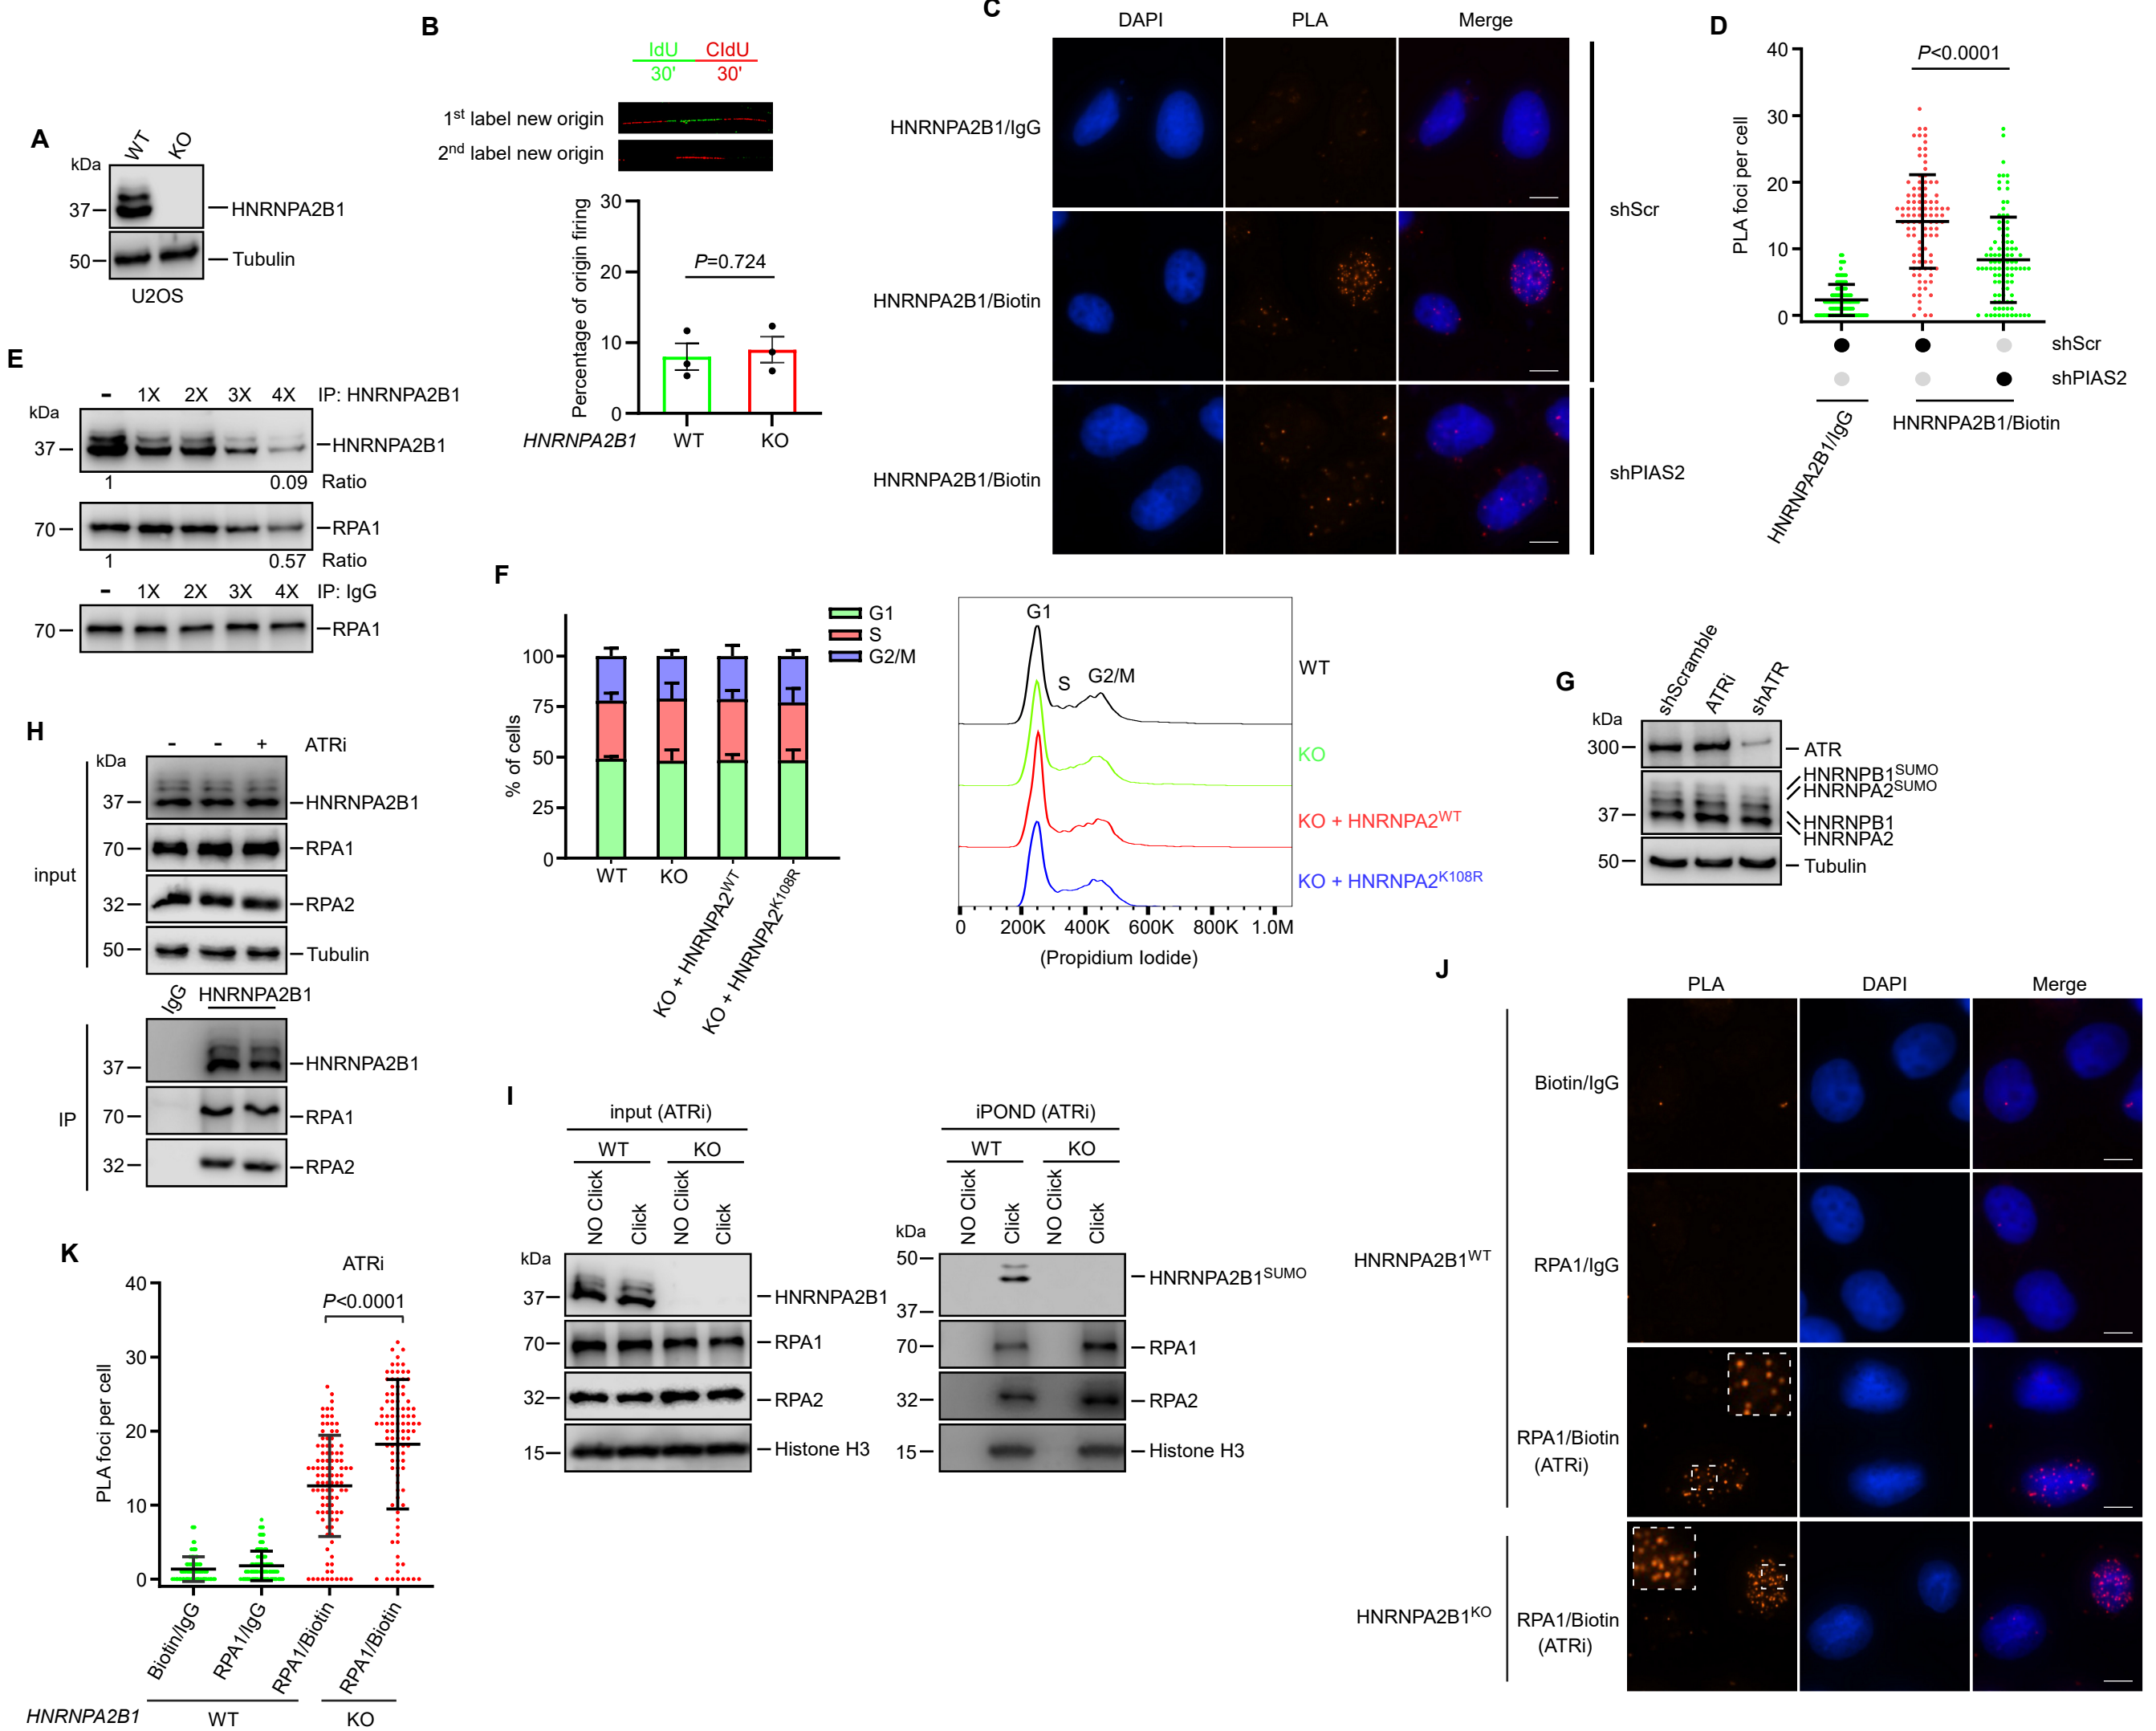 A
WT
KO
kDa
37
HNRNPA2B1
50
Tubulin
U2OS
B
IdU
CldU
30'
30'
1st label new origin
2nd label new origin
Percentage of origin firing
30
20
10
0
P=0.724
HNRNPA2B1
WT
KO
C
DAPI
PLA
Merge
HNRNPA2B1/IgG
HNRNPA2B1/Biotin
HNRNPA2B1/Biotin
shScr
shPIAS2
D
PLA foci per cell
40
30
20
10
0
P<0.0001
shScr
shPIAS2
HNRNPA2B1/IgG
HNRNPA2B1/Biotin
E
- 1X 2X 3X 4X IP: HNRNPA2B1
kDa
37
HNRNPA2B1
1 0.09 Ratio
70
RPA1
1 0.57 Ratio
- 1X 2X 3X 4X IP: IgG
70
RPA1
F
% of cells
100
75
50
25
0
G1
S
G2/M
WT
KO
KO + HNRNPA2WT
KO + HNRNPA2K108R
G1
S
G2/M
WT
KO
KO + HNRNPA2WT
KO + HNRNPA2K108R
0 200K 400K 600K 800K 1.0M
(Propidium Iodide)
G
shScramble
ATRi
shATR
kDa
300
ATR
HNRNPB1SUMO
HNRNPA2SUMO
37
HNRNPB1
HNRNPA2
50
Tubulin
H
- - + ATRi
kDa
input
37
HNRNPA2B1
70
RPA1
32
RPA2
50
Tubulin
IgG
HNRNPA2B1
IP
37
HNRNPA2B1
70
RPA1
32
RPA2
I
input (ATRi)
WT
KO
NO Click
Click
NO Click
Click
kDa
37
HNRNPA2B1
70
RPA1
32
RPA2
15
Histone H3
iPOND (ATRi)
WT
KO
NO Click
Click
NO Click
Click
kDa
50
HNRNPA2B1SUMO
37
70
RPA1
32
RPA2
15
Histone H3
J
PLA
DAPI
Merge
HNRNPA2B1WT
Biotin/IgG
RPA1/IgG
RPA1/Biotin
(ATRi)
HNRNPA2B1KO
RPA1/Biotin
(ATRi)
K
PLA foci per cell
40
30
20
10
0
ATRi
P<0.0001
Biotin/IgG
RPA1/IgG
RPA1/Biotin
RPA1/Biotin
HNRNPA2B1
WT
KO